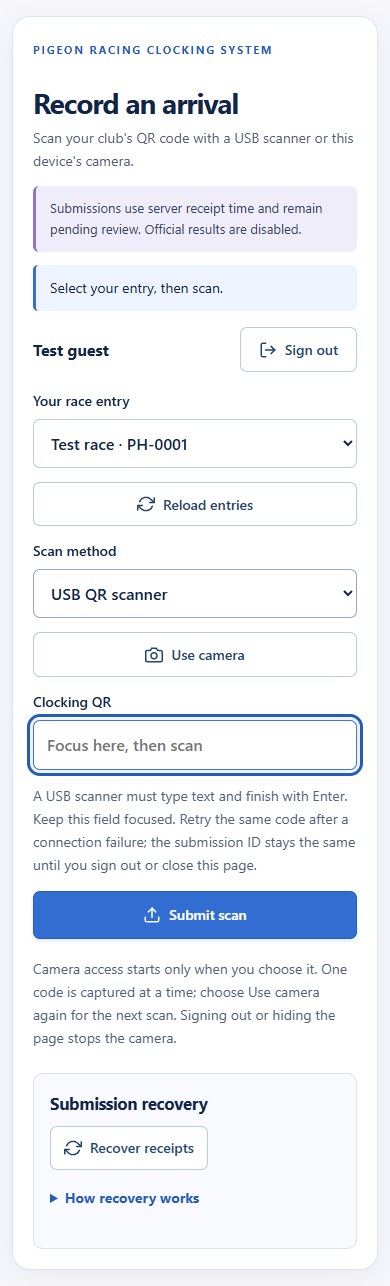 PIGEON RACING CLOCKING SYSTEM
Record an arrival
Scan your club's QR code with a USB scanner or this
device's camera.
Submissions use server receipt time and remain
pending review. Official results are disabled.
Select your entry, then scan.
Test guest
Sign out
Your race entry
Test race · PH-0001
Reload entries
Scan method
USB QR scanner
Use camera
Clocking QR
Focus here, then scan
A USB scanner must type text and finish with Enter.
Keep this field focused. Retry the same code after a
connection failure; the submission ID stays the same
until you sign out or close this page.
Submit scan
Camera access starts only when you choose it. One
code is captured at a time; choose Use camera
again for the next scan. Signing out or hiding the
page stops the camera.
Submission recovery
Recover receipts
How recovery works